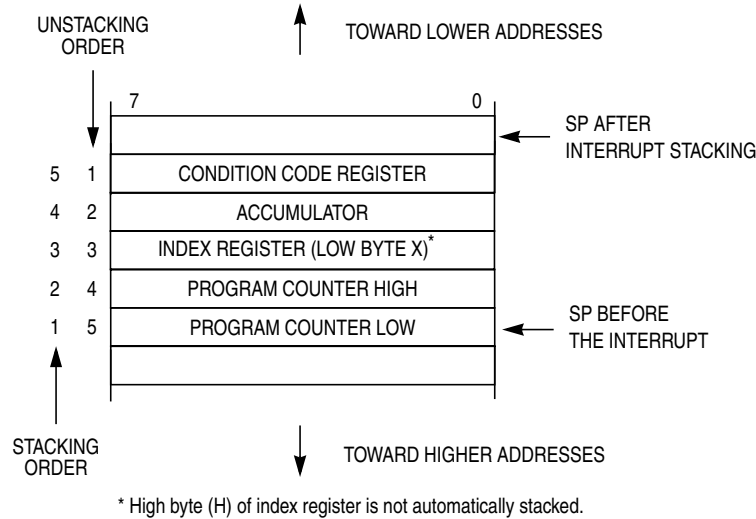 UNSTACKING
ORDER
TOWARD LOWER ADDRESSES
7 0
SP AFTER
INTERRUPT STACKING
5 1 CONDITION CODE REGISTER
4 2 ACCUMULATOR
3 3 INDEX REGISTER (LOW BYTE X)*
2 4 PROGRAM COUNTER HIGH
1 5 PROGRAM COUNTER LOW
SP BEFORE
THE INTERRUPT
STACKING
ORDER
TOWARD HIGHER ADDRESSES
* High byte (H) of index register is not automatically stacked.